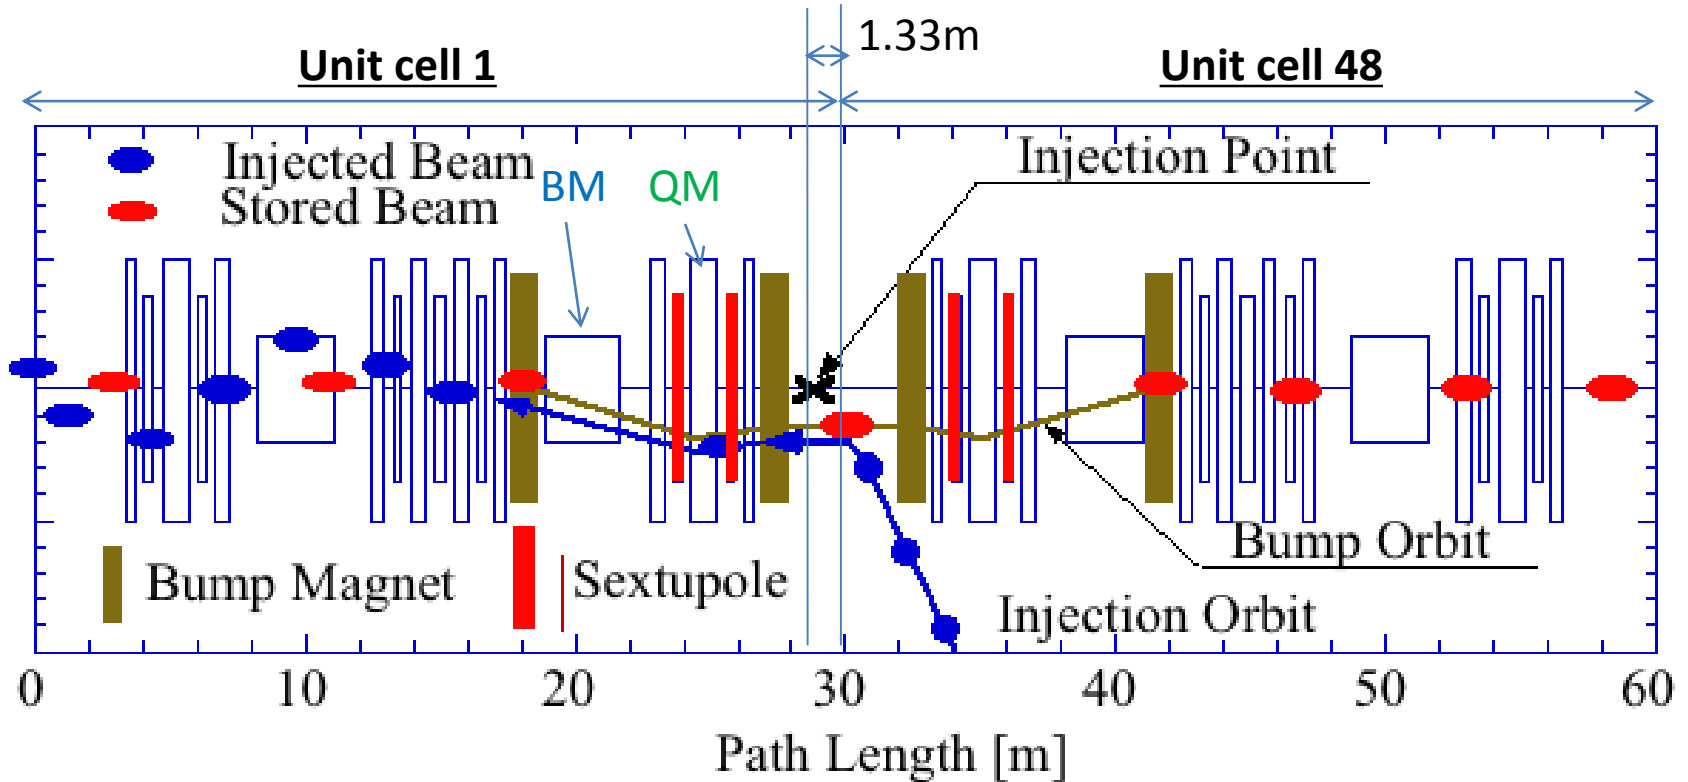 1.33m
Unit cell 1
Unit cell 48
Injected Beam
Stored Beam
BM
QM
Injection Point
Bump Magnet
Sextupole
Bump Orbit
Injection Orbit
0 10 20 30 40 50 60
Path Length [m]